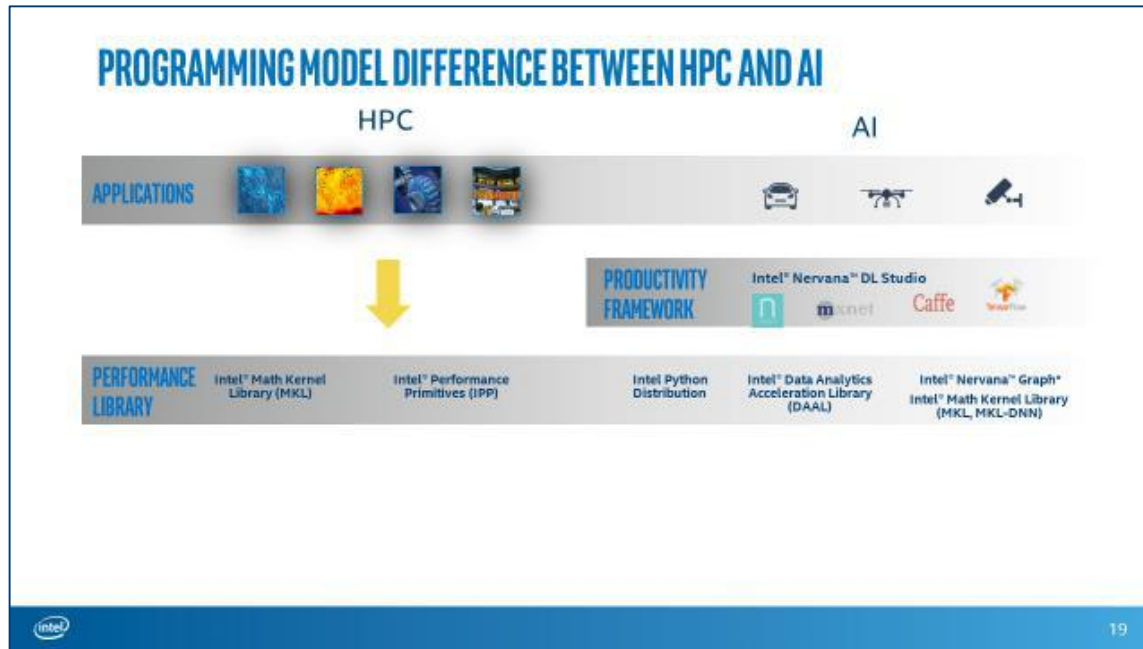 PROGRAMMING MODEL DIFFERENCE BETWEEN HPC AND AI
HPC
AI
APPLICATIONS
PRODUCTIVITY
FRAMEWORK
Intel® Nervana™ DL Studio
n
mxnet
Caffe
TensorFlow
PERFORMANCE
LIBRARY
Intel® Math Kernel
Library (MKL)
Intel® Performance
Primitives (IPP)
Intel Python
Distribution
Intel® Data Analytics
Acceleration Library
(DAAL)
Intel® Nervana™ Graph*
Intel® Math Kernel Library
(MKL, MKL-DNN)
intel
19